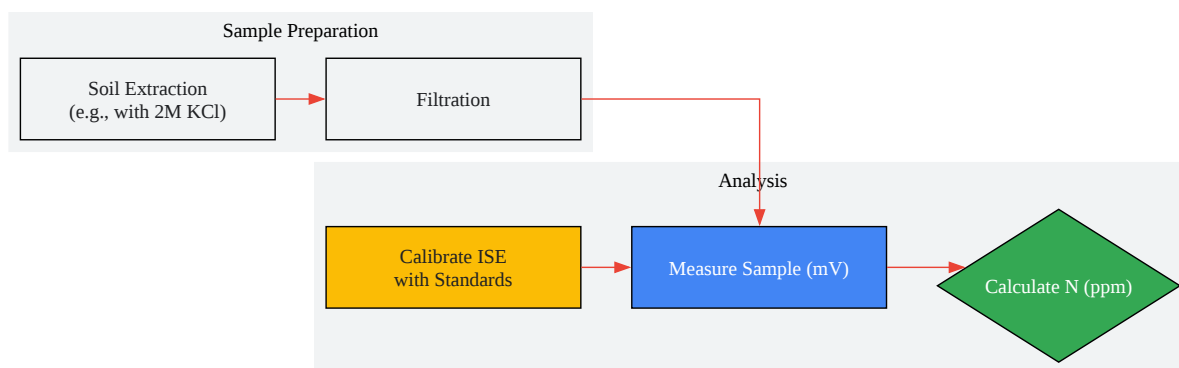 Sample Preparation
Soil Extraction
(e.g., with 2M KCl)
Filtration
Analysis
Calibrate ISE
with Standards
Measure Sample (mV)
Calculate N (ppm)